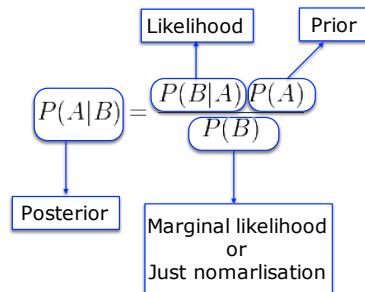 Likelihood
Prior
P(A|B) = P(B|A) P(A)
P(B)
Posterior
Marginal likelihood
or
Just nomarlisation